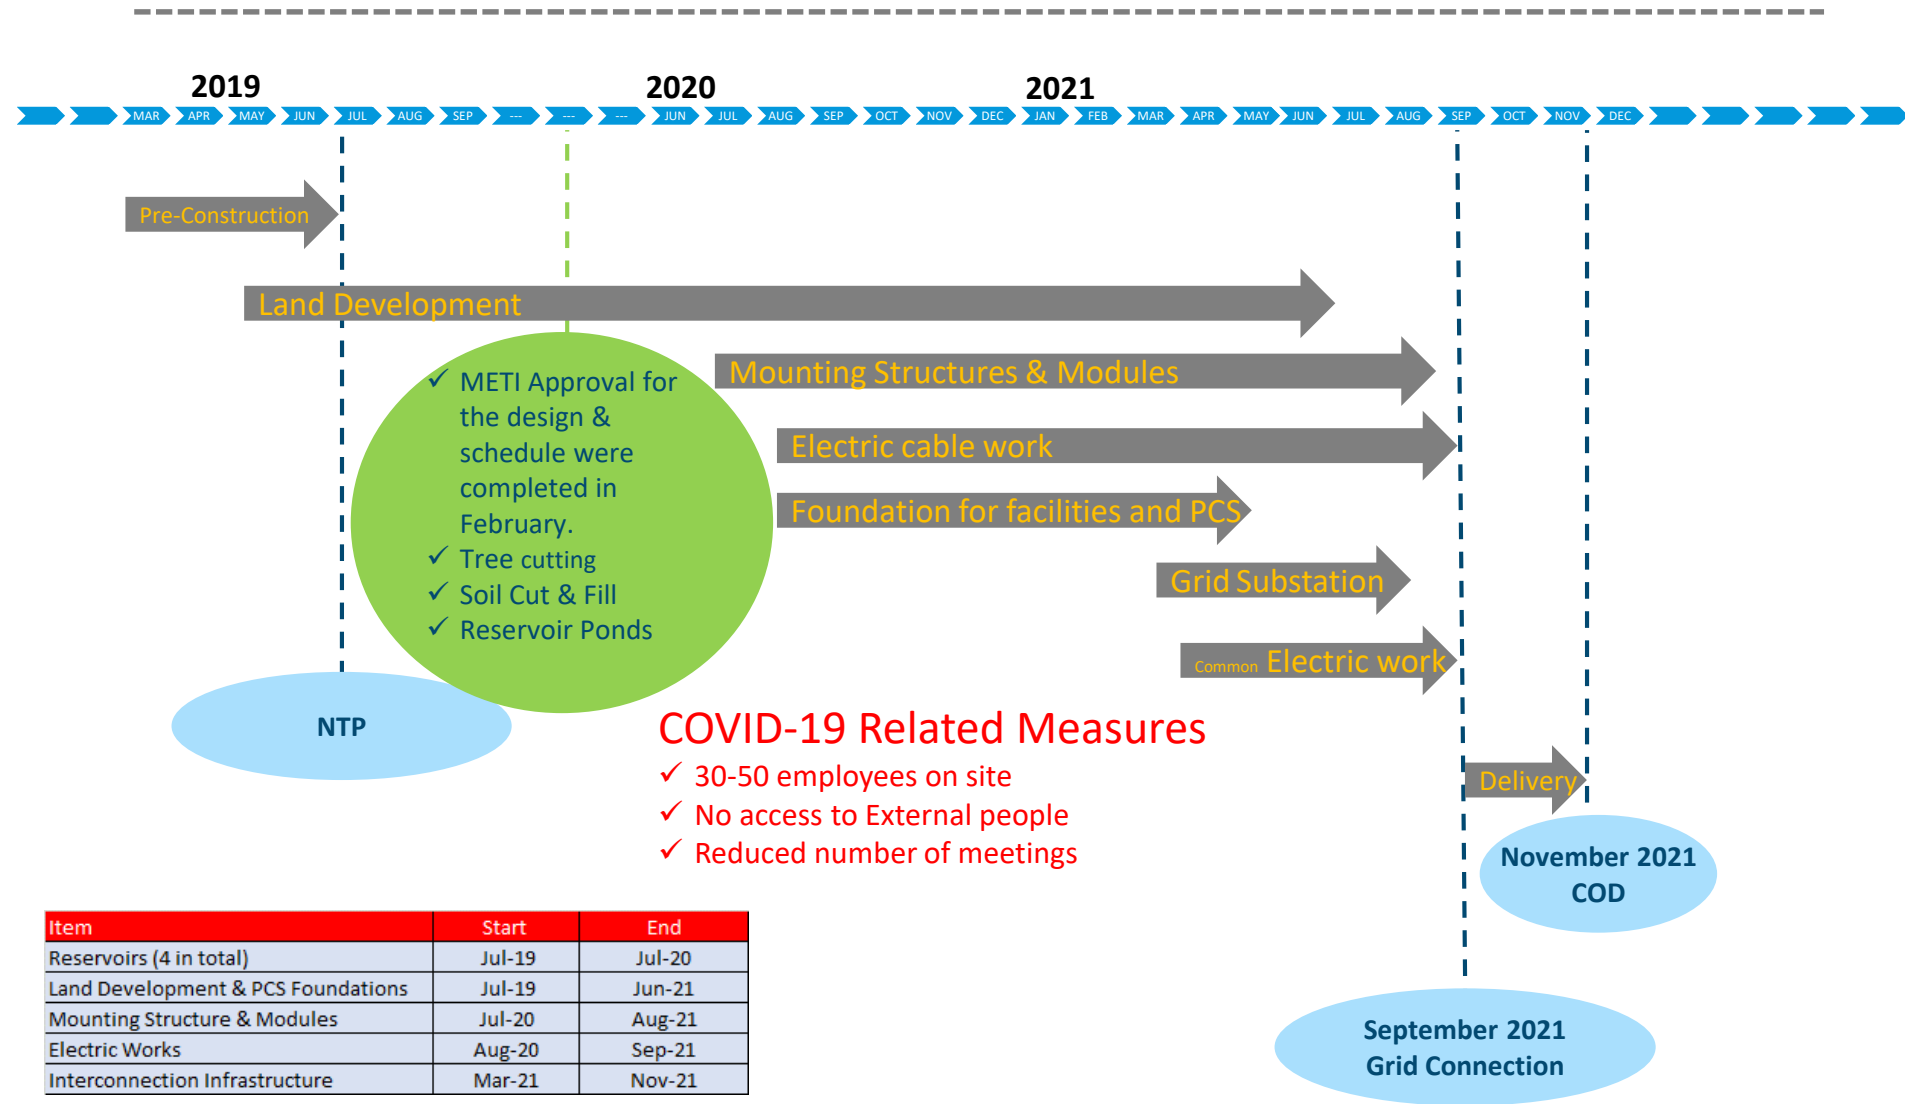 2019
2020
2021
MAR APR MAY JUN JUL AUG SEP --- --- --- JUN JUL AUG SEP OCT NOV DEC JAN FEB MAR APR MAY JUN JUL AUG SEP OCT NOV DEC
Pre-Construction
Land Development
Mounting Structures & Modules
Electric cable work
Foundation for facilities and PCS
Grid Substation
Common Electric work
Delivery
✓ METI Approval for
the design &
schedule were
completed in
February.
✓ Tree cutting
✓ Soil Cut & Fill
✓ Reservoir Ponds
NTP
COVID-19 Related Measures
✓ 30-50 employees on site
✓ No access to External people
✓ Reduced number of meetings
November 2021
COD
September 2021
Grid Connection
Item Start End
Reservoirs (4 in total) Jul-19 Jul-20
Land Development & PCS Foundations Jul-19 Jun-21
Mounting Structure & Modules Jul-20 Aug-21
Electric Works Aug-20 Sep-21
Interconnection Infrastructure Mar-21 Nov-21